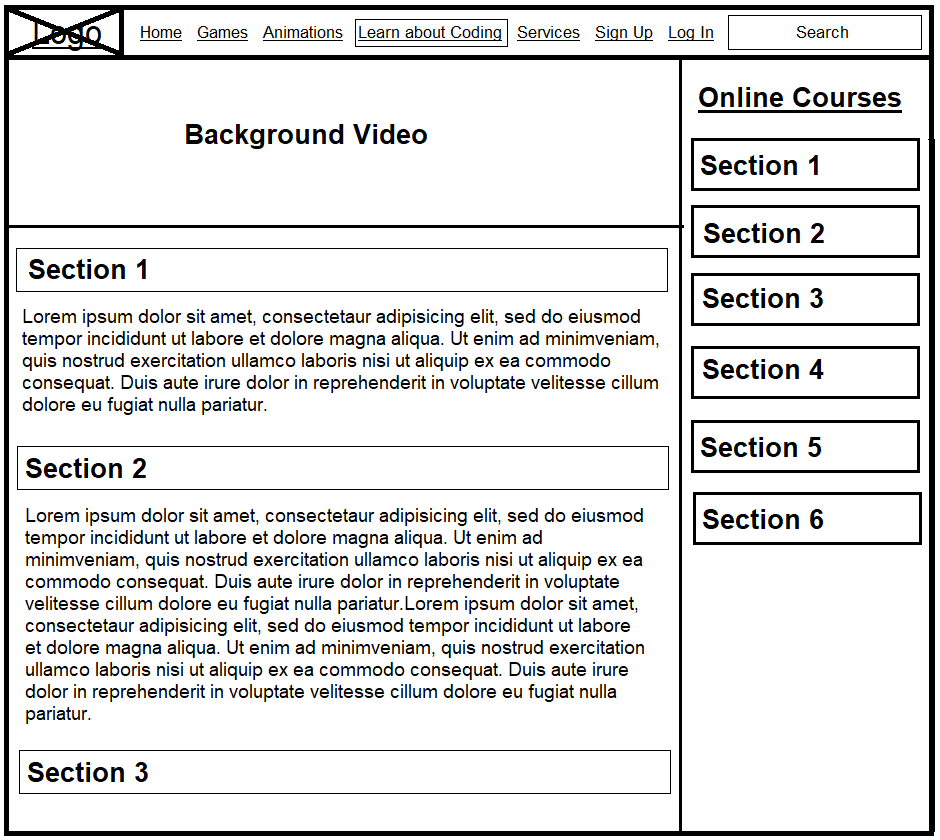 Logo
Home Games Animations Learn about Coding Services Sign Up Log In Search
Background Video
Section 1
Lorem ipsum dolor sit amet, consectetaur adipisicing elit, sed do eiusmod
tempor incididunt ut labore et dolore magna aliqua. Ut enim ad minimveniam,
quis nostrud exercitation ullamco laboris nisi ut aliquip ex ea commodo
consequat. Duis aute irure dolor in reprehenderit in voluptate velitesse cillum
dolore eu fugiat nulla pariatur.
Section 2
Lorem ipsum dolor sit amet, consectetaur adipisicing elit, sed do eiusmod
tempor incididunt ut labore et dolore magna aliqua. Ut enim ad
minimveniam, quis nostrud exercitation ullamco laboris nisi ut aliquip ex ea
commodo consequat. Duis aute irure dolor in reprehenderit in voluptate
velitesse cillum dolore eu fugiat nulla pariatur.Lorem ipsum dolor sit amet,
consectetaur adipisicing elit, sed do eiusmod tempor incididunt ut labore
et dolore magna aliqua. Ut enim ad minimveniam, quis nostrud exercitation
ullamco laboris nisi ut aliquip ex ea commodo consequat. Duis aute irure
dolor in reprehenderit in voluptate velitesse cillum dolore eu fugiat nulla
pariatur.
Section 3
Online Courses
Section 1
Section 2
Section 3
Section 4
Section 5
Section 6